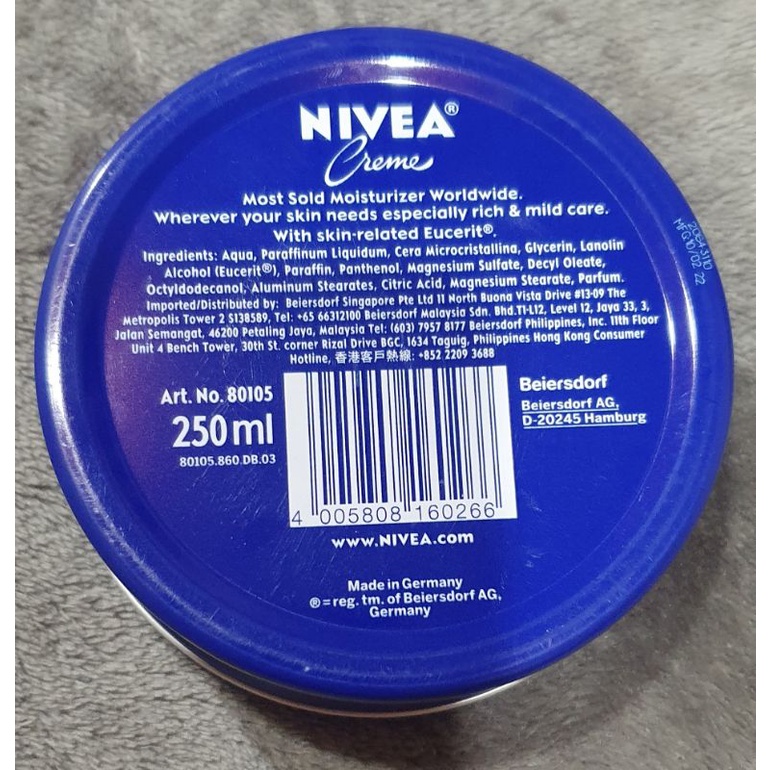 NIVEA®
Creme
Most Sold Moisturizer Worldwide.
Wherever your skin needs especially rich & mild care.
With skin-related Eucerit®.
Ingredients: Aqua, Paraffinum Liquidum, Cera Microcristallina, Glycerin, Lanolin
Alcohol (Eucerit®), Paraffin, Panthenol, Magnesium Sulfate, Decyl Oleate,
Octyldodecanol, Aluminum Stearates, Citric Acid, Magnesium Stearate, Parfum.
Imported/Distributed by: Beiersdorf Singapore Pte Ltd 11 North Buona Vista Drive #13-09 The
Metropolis Tower 2 S138589, Tel: +65 66312100 Beiersdorf Malaysia Sdn. Bhd.T1-L12, Level 12, Jaya 33, 3,
Jalan Semangat, 46200 Petaling Jaya, Malaysia Tel: (603) 7957 8177 Beiersdorf Philippines, Inc. 11th Floor
Unit 4 Bench Tower, 30th St. corner Rizal Drive BGC, 1634 Taguig, Philippines Hong Kong Consumer
Hotline, 香港客戶熱線: +852 2209 3688
Art. No. 80105
250ml
80105.860.DB.03
4 005808 160266
Beiersdorf
Beiersdorf AG,
D-20245 Hamburg
www.NIVEA.com
Made in Germany
®=reg. tm. of Beiersdorf AG,
Germany
MFG10/02 22